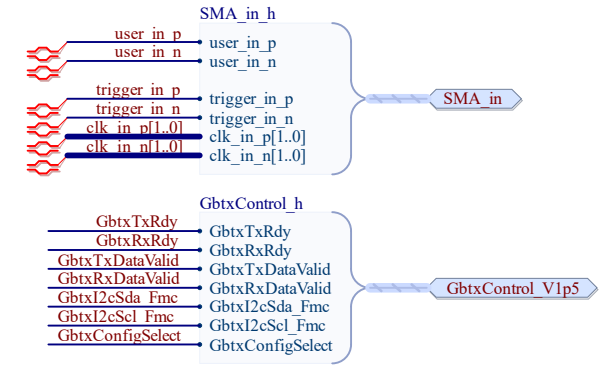 SMA_in_h
user_in_p user_in_p
user_in_n user_in_n
trigger_in_p trigger_in_p SMA_in
trigger_in_n trigger_in_n
clk_in_p[1..0] clk_in_p[1..0]
clk_in_n[1..0] clk_in_n[1..0]
GbtxControl_h
GbtxTxRdy GbtxTxRdy
GbtxRxRdy GbtxRxRdy
GbtxTxDataValid GbtxTxDataValid
GbtxRxDataValid GbtxRxDataValid GbtxControl_V1p5
GbtxI2cSda_Fmc GbtxI2cSda_Fmc
GbtxI2cScl_Fmc GbtxI2cScl_Fmc
GbtxConfigSelect GbtxConfigSelect